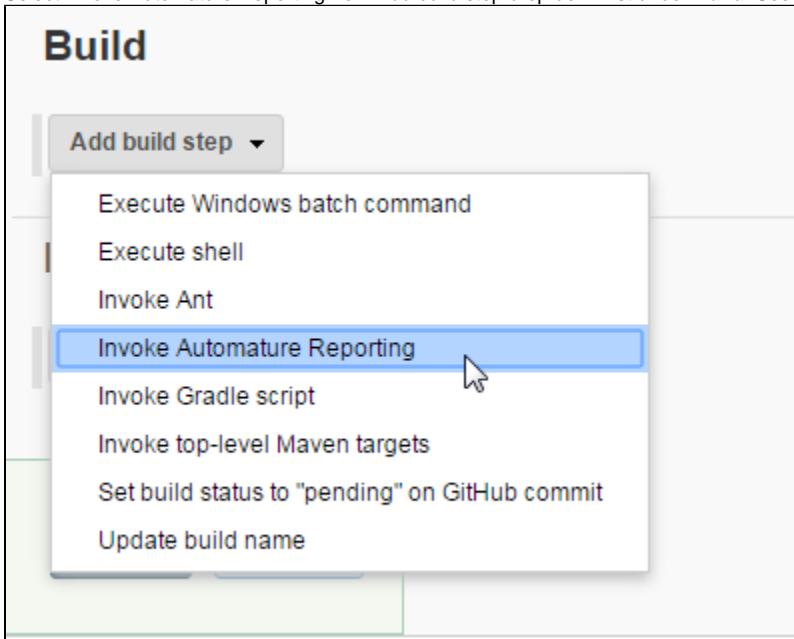 Build
Add build step
Execute Windows batch command
Execute shell
Invoke Ant
Invoke Automature Reporting
Invoke Gradle script
Invoke top-level Maven targets
Set build status to "pending" on GitHub commit
Update build name